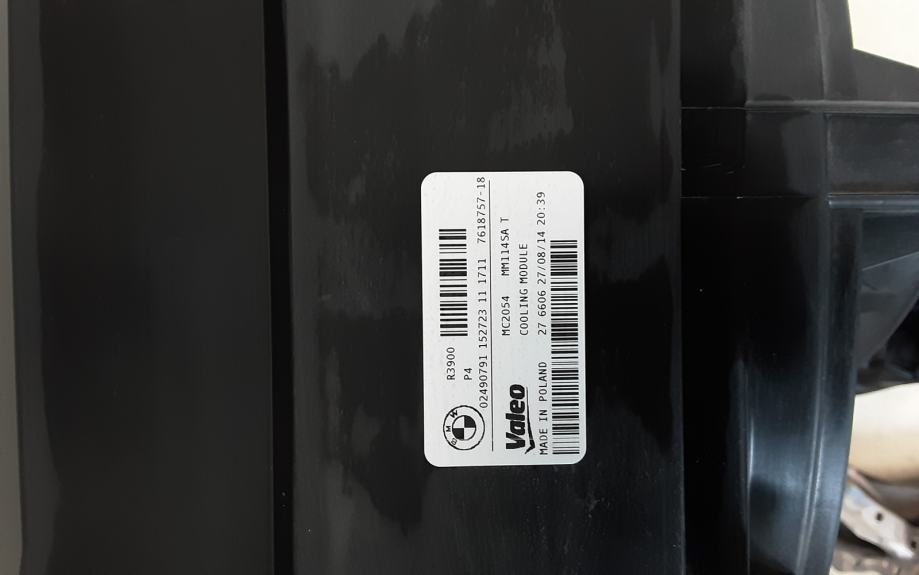 BMW
R3900
P4
02490791 152723 11 1711 7618757-18
Valeo
MC2054 MM114SA T
COOLING MODULE
MADE IN POLAND 27 6606 27/08/14 20:39